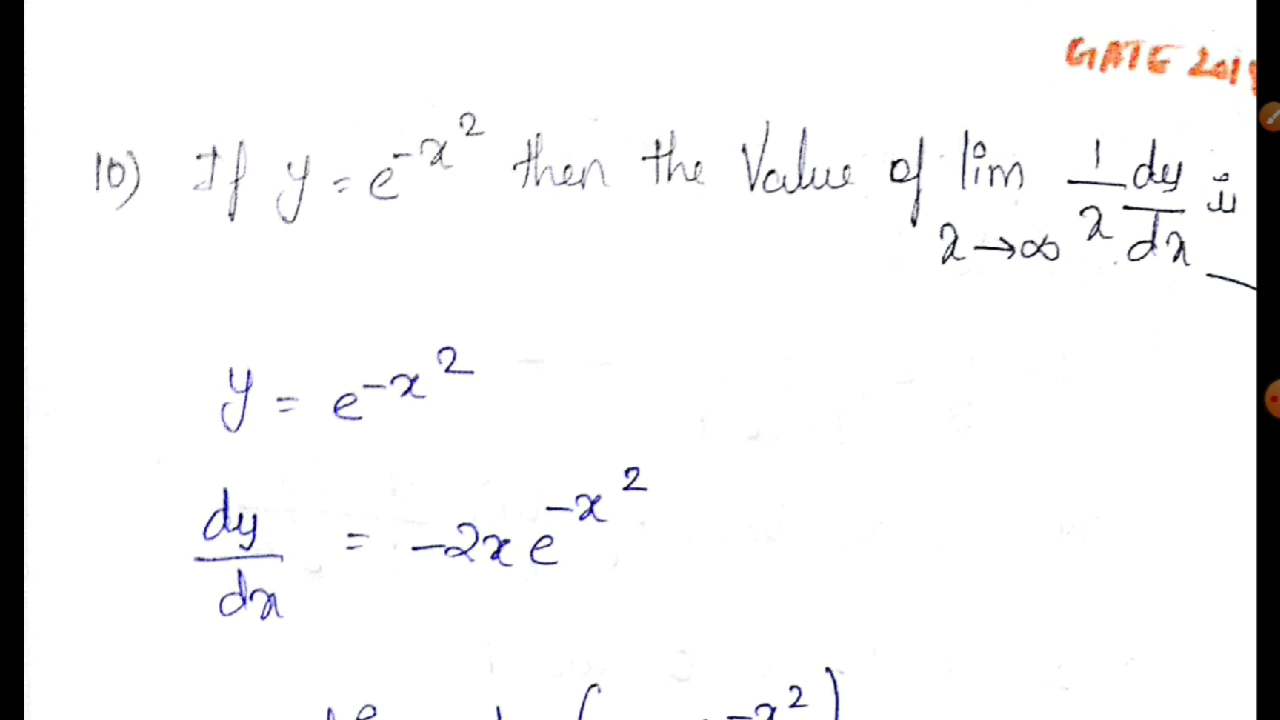 GATE 201
10) If y = e^{-x^2} then the Value of lim_{x→∞} 1/x dy/dx is
y = e^{-x^2}
dy/dx = -2x e^{-x^2}